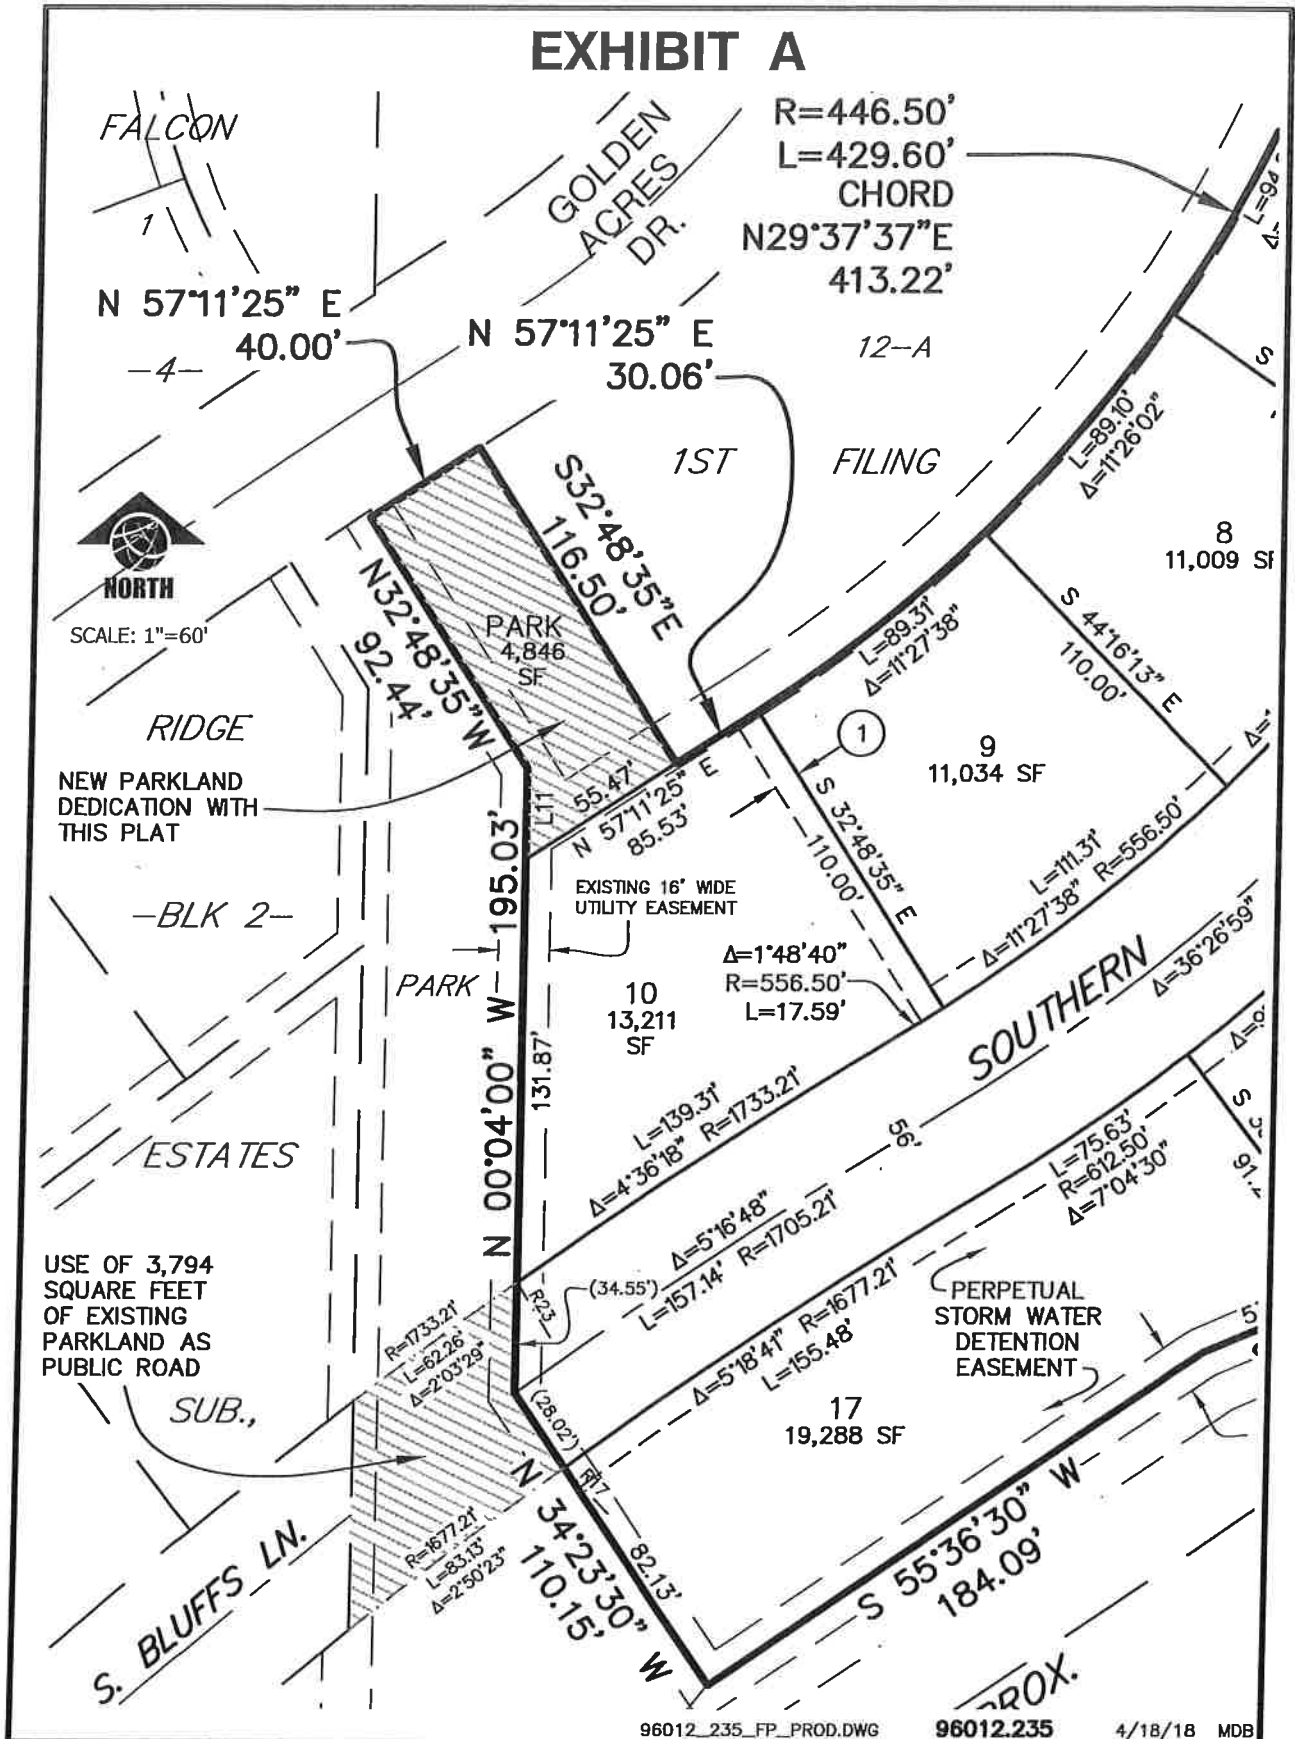 EXHIBIT A
FALCON
1
GOLDEN
ACRES
DR.
R=446.50'
L=429.60'
CHORD
N29°37'37"E
413.22'
N 57°11'25" E
40.00'
-4-
N 57°11'25" E
30.06'
12-A
1ST FILING
S32°48'35"E
116.50'
L=89.10'
Δ=11°26'02"
8
11,009 SF
NORTH
SCALE: 1"=60'
N32°48'35"W
92.44'
PARK
4,846
SF
L=89.31'
Δ=11°27'38"
S 44°16'13" E
110.00'
RIDGE
NEW PARKLAND
DEDICATION WITH
THIS PLAT
1
9
11,034 SF
L11
55.47'
N 57°11'25" E
85.53'
S 32°48'35" E
110.00'
L=111.31'
Δ=11°27'38" R=556.50'
-BLK 2-
EXISTING 16' WIDE
UTILITY EASEMENT
N 00°04'00" W 195.03'
PARK
10
13,211
SF
Δ=1°48'40"
R=556.50'
L=17.59'
SOUTHERN
Δ=36°26'59"
131.87'
L=139.31'
Δ=4°36'18" R=1733.21'
56'
ESTATES
L=75.63'
R=612.50'
Δ=7°04'30"
Δ=5°16'48"
L=157.14' R=1705.21'
USE OF 3,794
SQUARE FEET
OF EXISTING
PARKLAND AS
PUBLIC ROAD
R23
(34.55')
R=1733.21'
L=62.26'
Δ=2°03'29"
Δ=5°18'41" R=1677.21'
L=155.48'
PERPETUAL
STORM WATER
DETENTION
EASEMENT
SUB.,
(28.02')
R17
17
19,288 SF
R=1677.21'
L=83.13'
Δ=2°50'23"
N 34°23'30" W
110.15'
82.13'
S 55°36'30" W
184.09'
S. BLUFFS LN.
96012_235_FP_PROD.DWG 96012.235 4/18/18 MDB